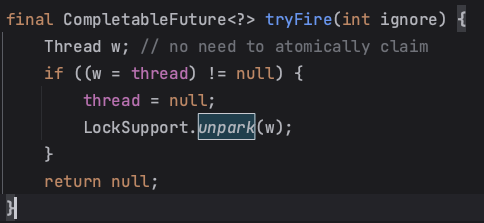 final CompletableFuture<?> tryFire(int ignore) {
    Thread w; // no need to atomically claim
    if ((w = thread) != null) {
        thread = null;
        LockSupport.unpark(w);
    }
    return null;
}